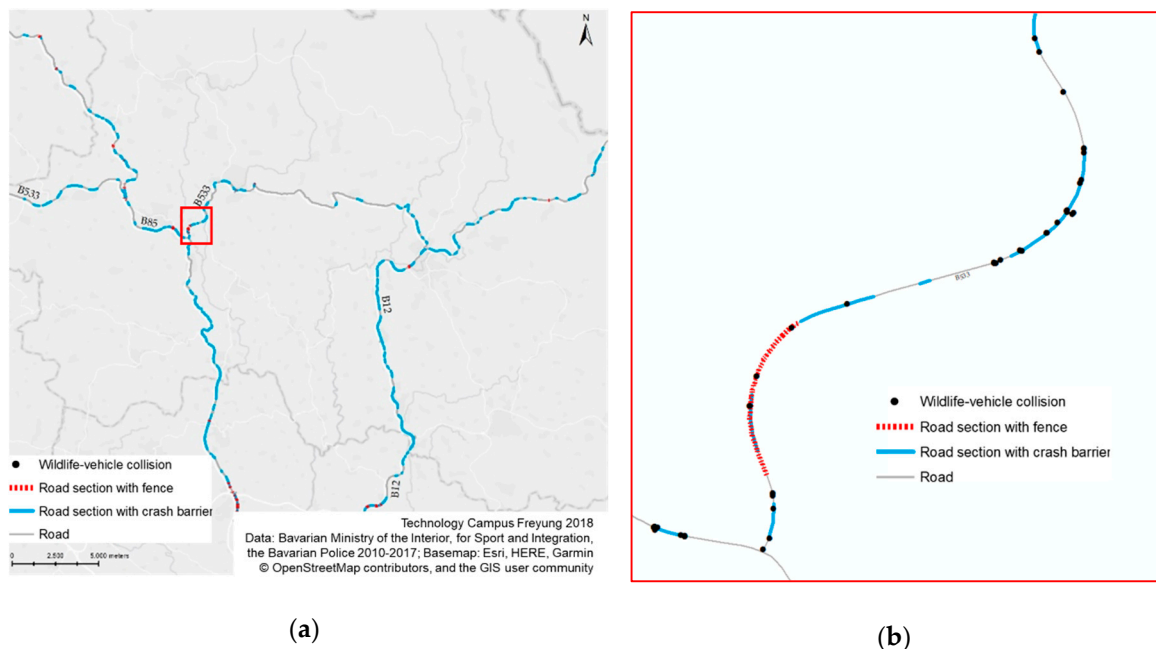 N
B533
B533
B85
B12
B12
Wildlife-vehicle collision
Road section with fence
Road section with crash barrier
Road
0 2.500 5.000 meters
Technology Campus Freyung 2018
Data: Bavarian Ministry of the Interior, for Sport and Integration,
the Bavarian Police 2010-2017; Basemap: Esri, HERE, Garmin
© OpenStreetMap contributors, and the GIS user community
(a)
B533
Wildlife-vehicle collision
Road section with fence
Road section with crash barrier
Road
(b)